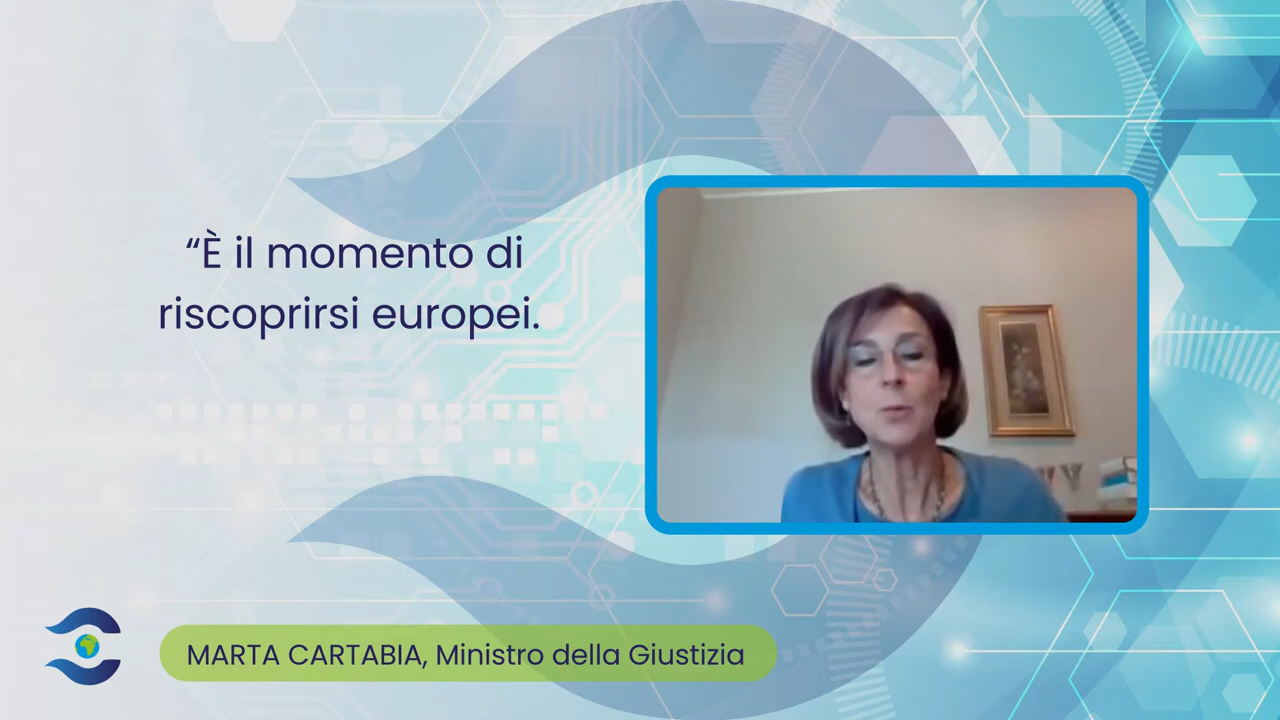 “È il momento di
riscoprirsi europei.
MARTA CARTABIA, Ministro della Giustizia